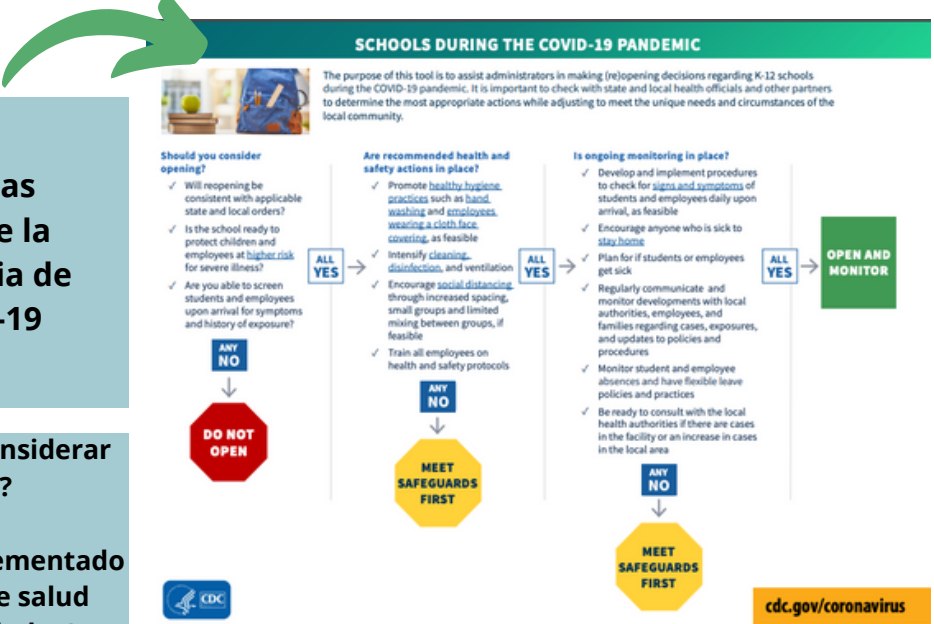 SCHOOLS DURING THE COVID-19 PANDEMIC
The purpose of this tool is to assist administrators in making (re)opening decisions regarding K-12 schools
during the COVID-19 pandemic. It is important to check with state and local health officials and other partners
to determine the most appropriate actions while adjusting to meet the unique needs and circumstances of the
local community.
as
e la
ia de
-19
nsiderar
?
ementado
e salud
Should you consider
opening?
✓ Will reopening be
consistent with applicable
state and local orders?
✓ Is the school ready to
protect children and
employees at higher risk
for severe illness?
✓ Are you able to screen
students and employees
upon arrival for symptoms
and history of exposure?
ANY
NO
DO NOT
OPEN
ALL
YES
Are recommended health and
safety actions in place?
✓ Promote healthy hygiene
practices such as hand
washing and employees
wearing a cloth face
covering, as feasible
✓ Intensify cleaning,
disinfection, and ventilation
✓ Encourage social distancing
through increased spacing,
small groups and limited
mixing between groups, if
feasible
✓ Train all employees on
health and safety protocols
ANY
NO
MEET
SAFEGUARDS
FIRST
ALL
YES
Is ongoing monitoring in place?
✓ Develop and implement procedures
to check for signs and symptoms of
students and employees daily upon
arrival, as feasible
✓ Encourage anyone who is sick to
stay home
✓ Plan for if students or employees
get sick
✓ Regularly communicate and
monitor developments with local
authorities, employees, and
families regarding cases, exposures,
and updates to policies and
procedures
✓ Monitor student and employee
absences and have flexible leave
policies and practices
✓ Be ready to consult with the local
health authorities if there are cases
in the facility or an increase in cases
in the local area
ANY
NO
MEET
SAFEGUARDS
FIRST
ALL
YES
OPEN AND
MONITOR
CDC
cdc.gov/coronavirus